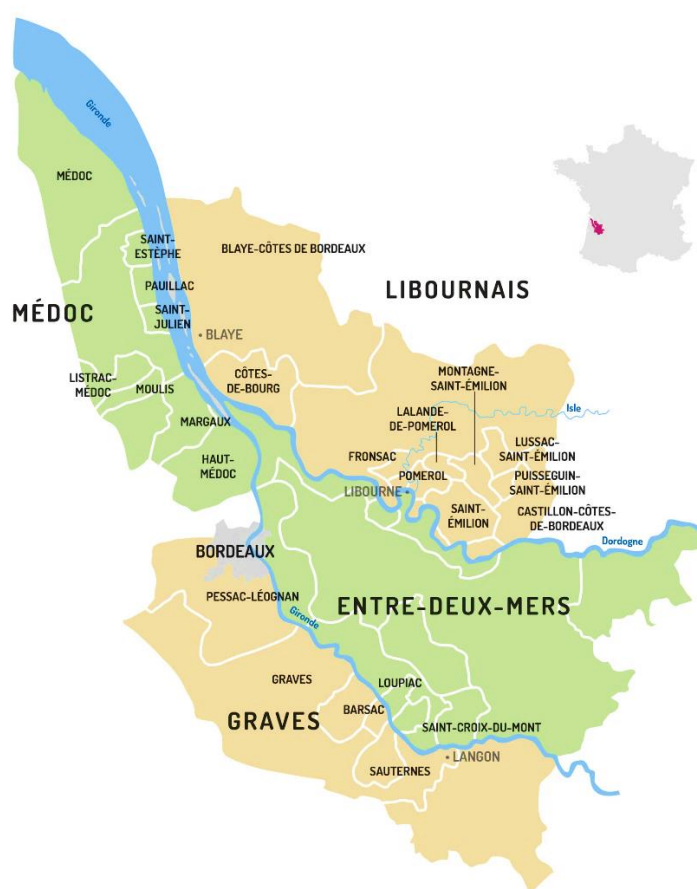 Gironde
MÉDOC
SAINT-
ESTÈPHE
BLAYE-CÔTES DE BORDEAUX
PAUILLAC
LIBOURNAIS
MÉDOC
SAINT-
JULIEN
BLAYE
CÔTES-
DE-BOURG
MONTAGNE-
SAINT-ÉMILION
LISTRAC-
MÉDOC
MOULIS
LALANDE-
DE-POMEROL
Isle
MARGAUX
LUSSAC-
SAINT-ÉMILION
FRONSAC
HAUT-
MÉDOC
POMEROL
PUISSEGUIN-
SAINT-ÉMILION
LIBOURNE
SAINT-
ÉMILION
CASTILLON-CÔTES-
DE-BORDEAUX
Dordogne
BORDEAUX
PESSAC-LÉOGNAN
ENTRE-DEUX-MERS
Gironde
GRAVES
LOUPIAC
BARSAC
GRAVES
SAINT-CROIX-DU-MONT
LANGON
SAUTERNES